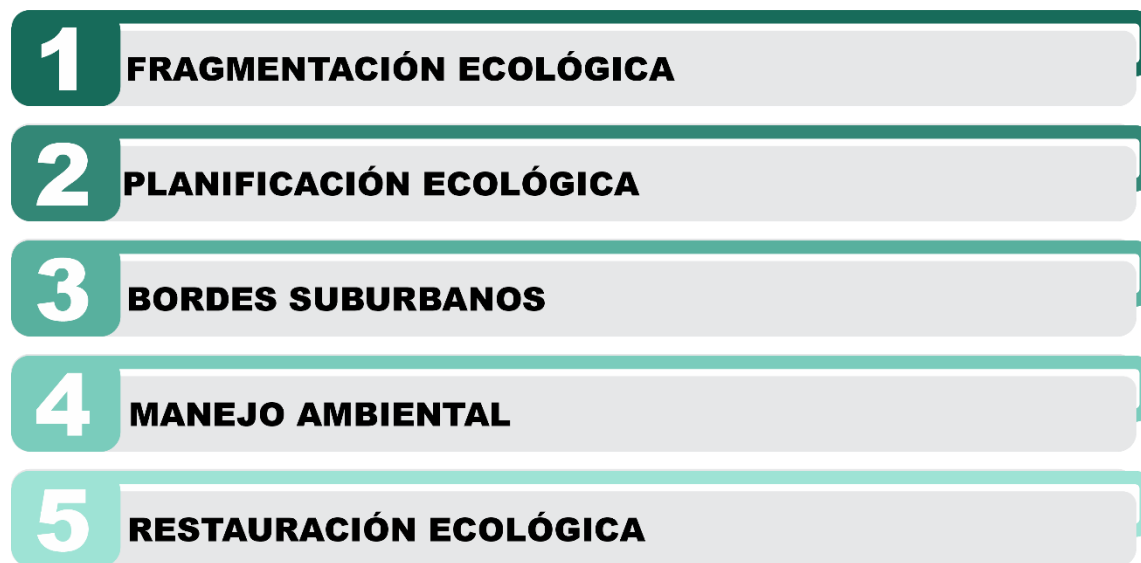 1 FRAGMENTACIÓN ECOLÓGICA
2 PLANIFICACIÓN ECOLÓGICA
3 BORDES SUBURBANOS
4 MANEJO AMBIENTAL
5 RESTAURACIÓN ECOLÓGICA